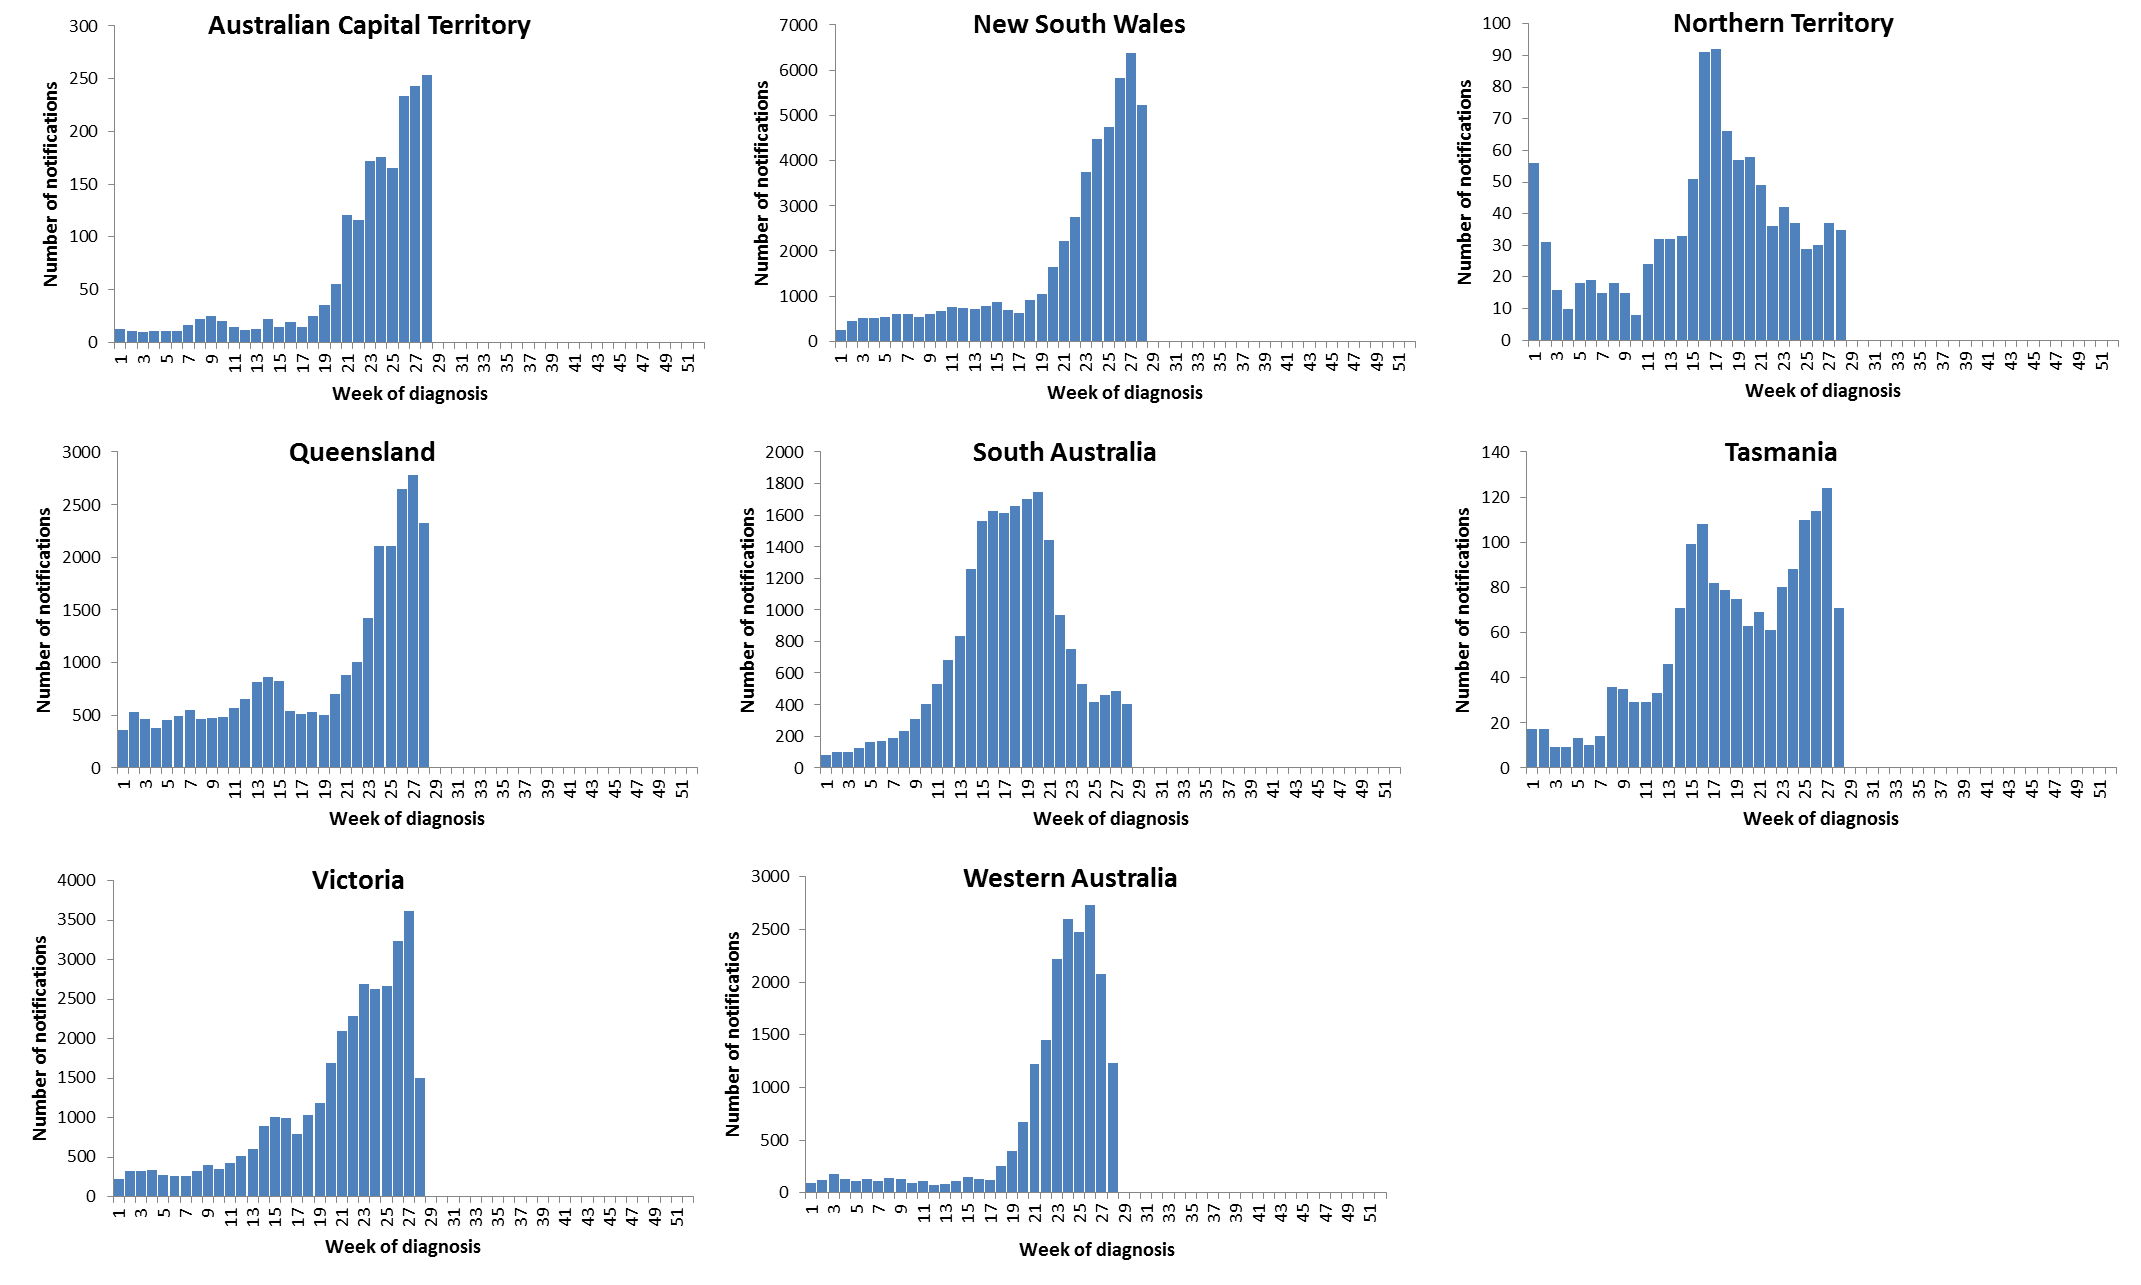 Australian Capital Territory
Number of notifications
300
250
200
150
100
50
0
1 3 5 7 9 11 13 15 17 19 21 23 25 27 29 31 33 35 37 39 41 43 45 47 49 51
Week of diagnosis
New South Wales
Number of notifications
7000
6000
5000
4000
3000
2000
1000
0
1 3 5 7 9 11 13 15 17 19 21 23 25 27 29 31 33 35 37 39 41 43 45 47 49 51
Week of diagnosis
Northern Territory
Number of notifications
100
90
80
70
60
50
40
30
20
10
0
1 3 5 7 9 11 13 15 17 19 21 23 25 27 29 31 33 35 37 39 41 43 45 47 49 51
Week of diagnosis
Queensland
Number of notifications
3000
2500
2000
1500
1000
500
0
1 3 5 7 9 11 13 15 17 19 21 23 25 27 29 31 33 35 37 39 41 43 45 47 49 51
Week of diagnosis
South Australia
Number of notifications
2000
1800
1600
1400
1200
1000
800
600
400
200
0
1 3 5 7 9 11 13 15 17 19 21 23 25 27 29 31 33 35 37 39 41 43 45 47 49 51
Week of diagnosis
Tasmania
Number of notifications
140
120
100
80
60
40
20
0
1 3 5 7 9 11 13 15 17 19 21 23 25 27 29 31 33 35 37 39 41 43 45 47 49 51
Week of diagnosis
Victoria
Number of notifications
4000
3500
3000
2500
2000
1500
1000
500
0
1 3 5 7 9 11 13 15 17 19 21 23 25 27 29 31 33 35 37 39 41 43 45 47 49 51
Week of diagnosis
Western Australia
Number of notifications
3000
2500
2000
1500
1000
500
0
1 3 5 7 9 11 13 15 17 19 21 23 25 27 29 31 33 35 37 39 41 43 45 47 49 51
Week of diagnosis